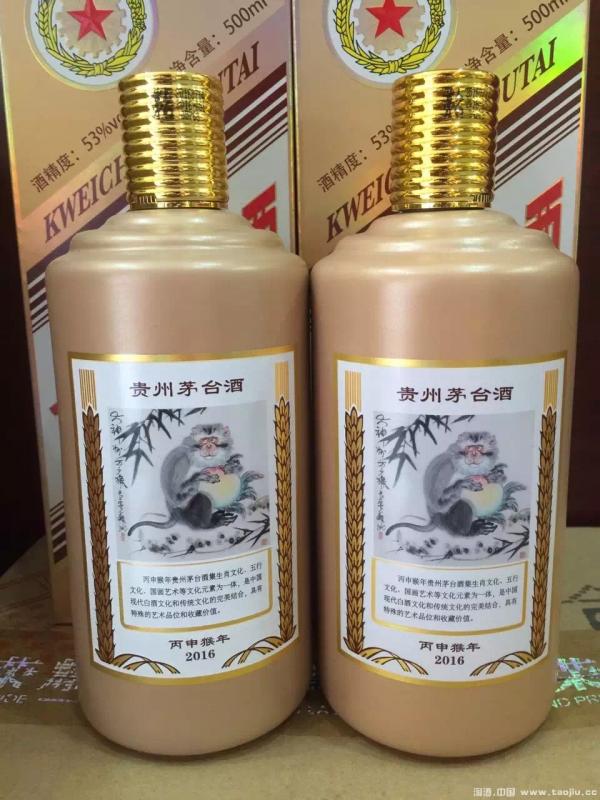 净含量: 500ml
酒精度: 53%vol
KWEICH
UTAI
净含量: 500ml
酒精度: 53%
KWEICH
OUTAI
贵州茅台酒
丙申猴年贵州茅台酒集生肖文化、五行
文化、国画艺术等文化元素为一体，是中国
现代白酒文化和传统文化的完美结合，具有
特殊的艺术品位和收藏价值。
丙申猴年
2016
贵州茅台酒
丙申猴年贵州茅台酒集生肖文化、五行
文化、国画艺术等文化元素为一体，是中国
现代白酒文化和传统文化的完美结合，具有
特殊的艺术品位和收藏价值。
丙申猴年
2016
淘酒.中国 www.taojiu.cc